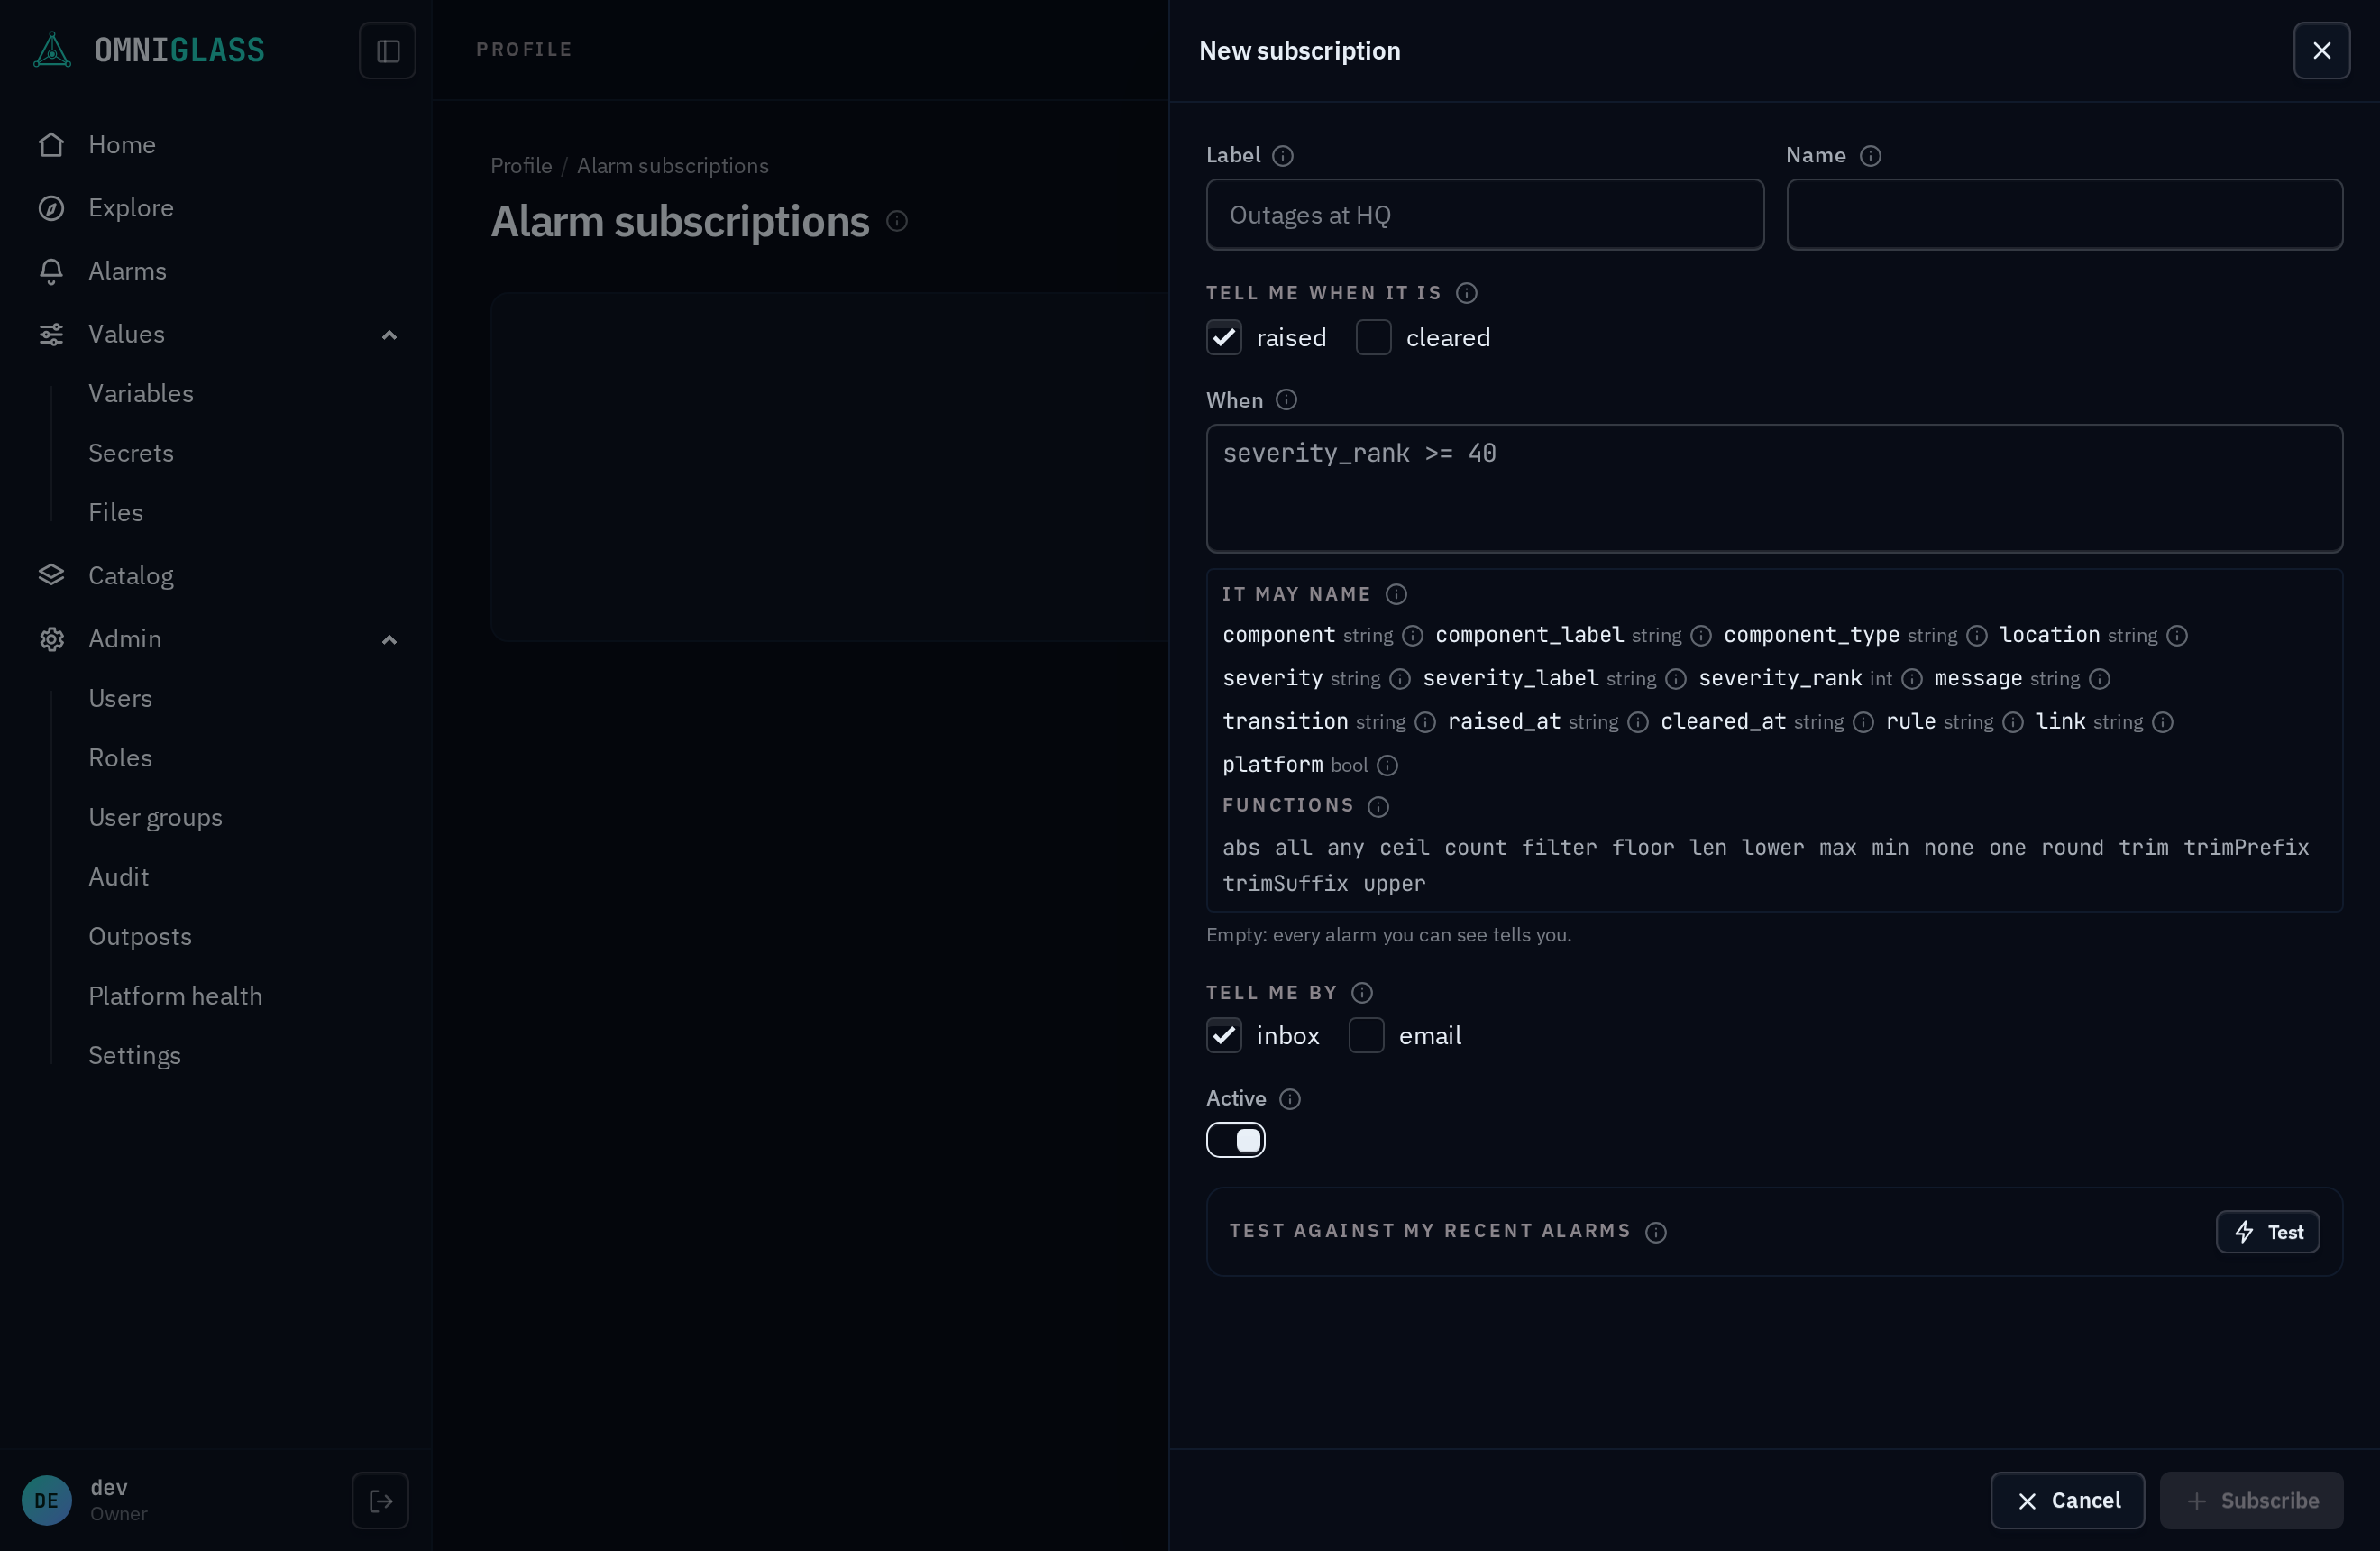 OMNIGLASS
Home
Explore
Alarms
Values
Variables
Secrets
Files
Catalog
Admin
Users
Roles
User groups
Audit
Outposts
Platform health
Settings
DE
dev
Owner
PROFILE
Profile / Alarm subscriptions
Alarm subscriptions
New subscription
Label Name
Outages at HQ
TELL ME WHEN IT IS
raised cleared
When
severity_rank >= 40
IT MAY NAME
component string component_label string component_type string location string
severity string severity_label string severity_rank int message string
transition string raised_at string cleared_at string rule string link string
platform bool
FUNCTIONS
abs all any ceil count filter floor len lower max min none one round trim trimPrefix
trimSuffix upper
Empty: every alarm you can see tells you.
TELL ME BY
inbox email
Active
TEST AGAINST MY RECENT ALARMS Test
Cancel Subscribe